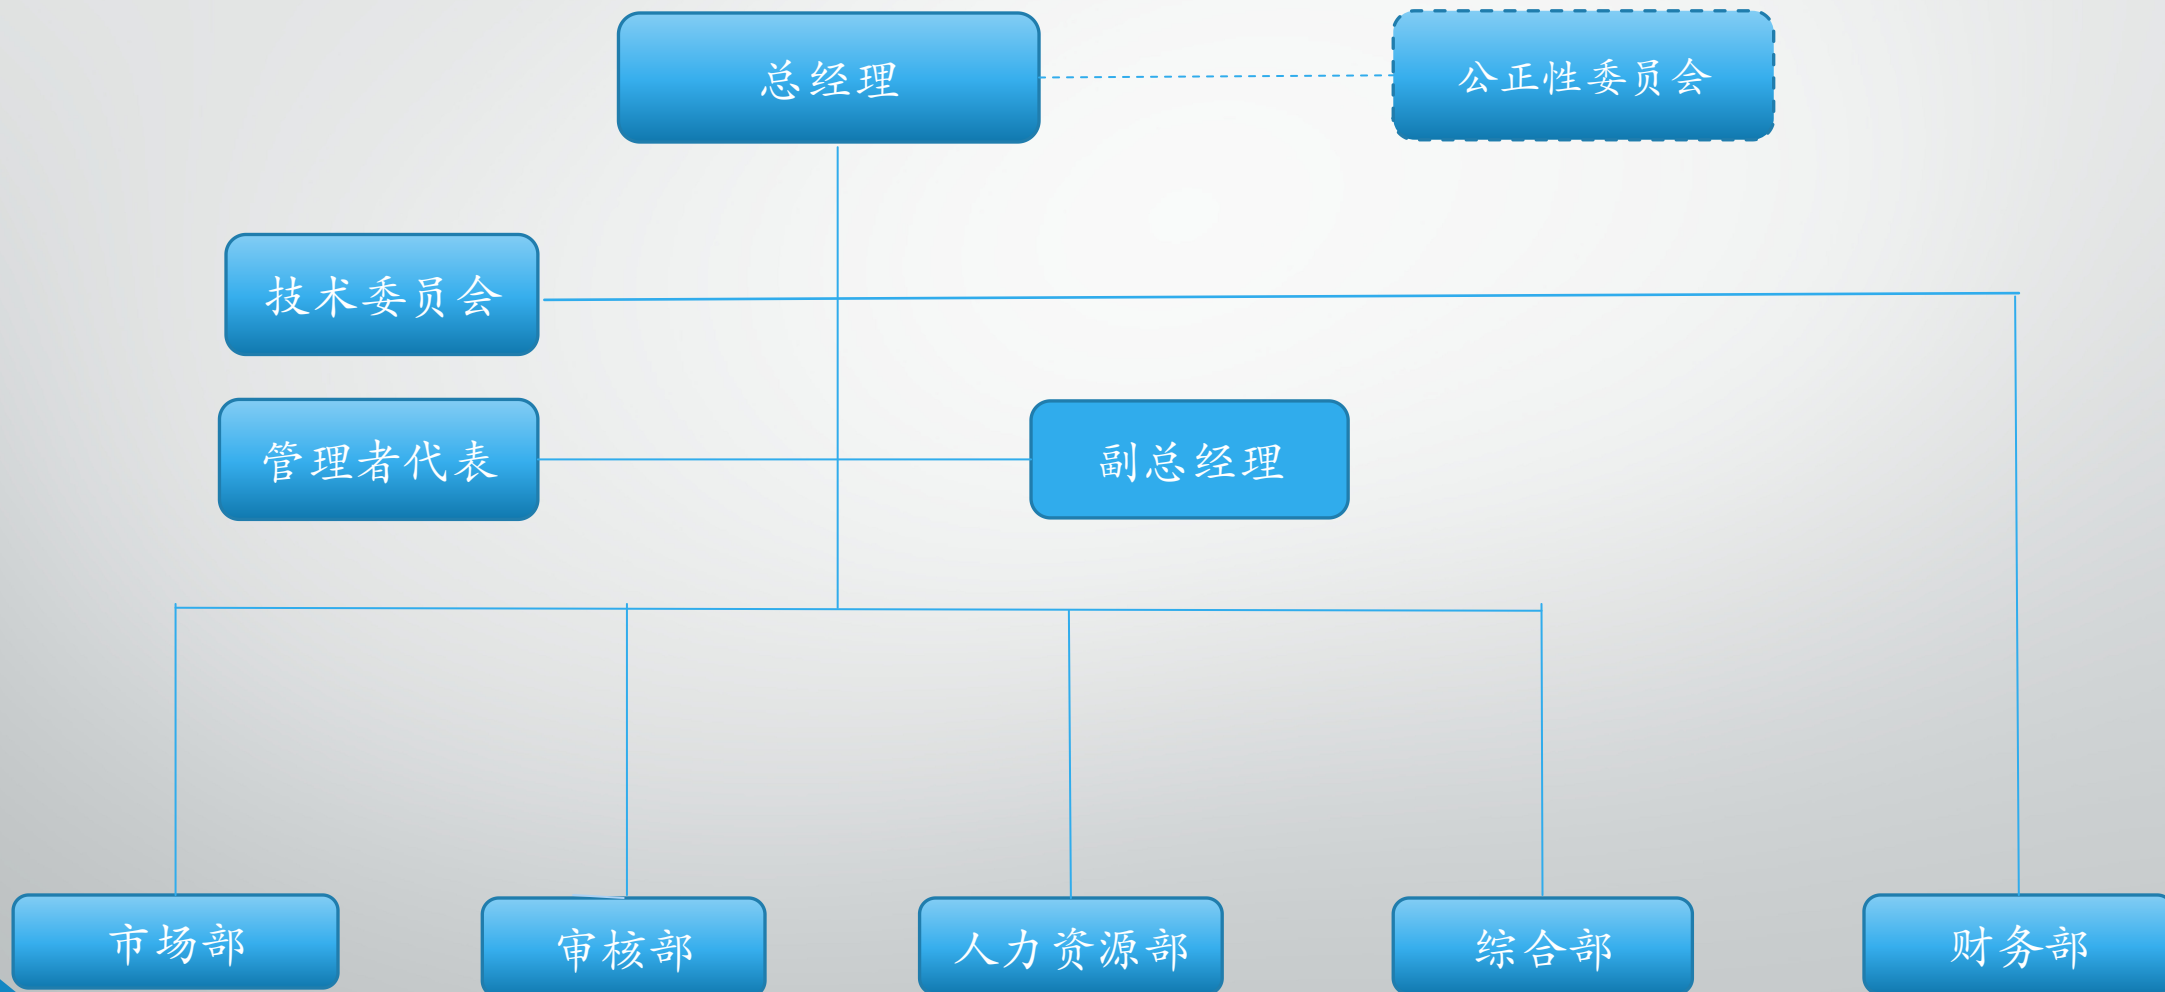 总经理
公正性委员会
技术委员会
管理者代表
副总经理
市场部
审核部
人力资源部
综合部
财务部